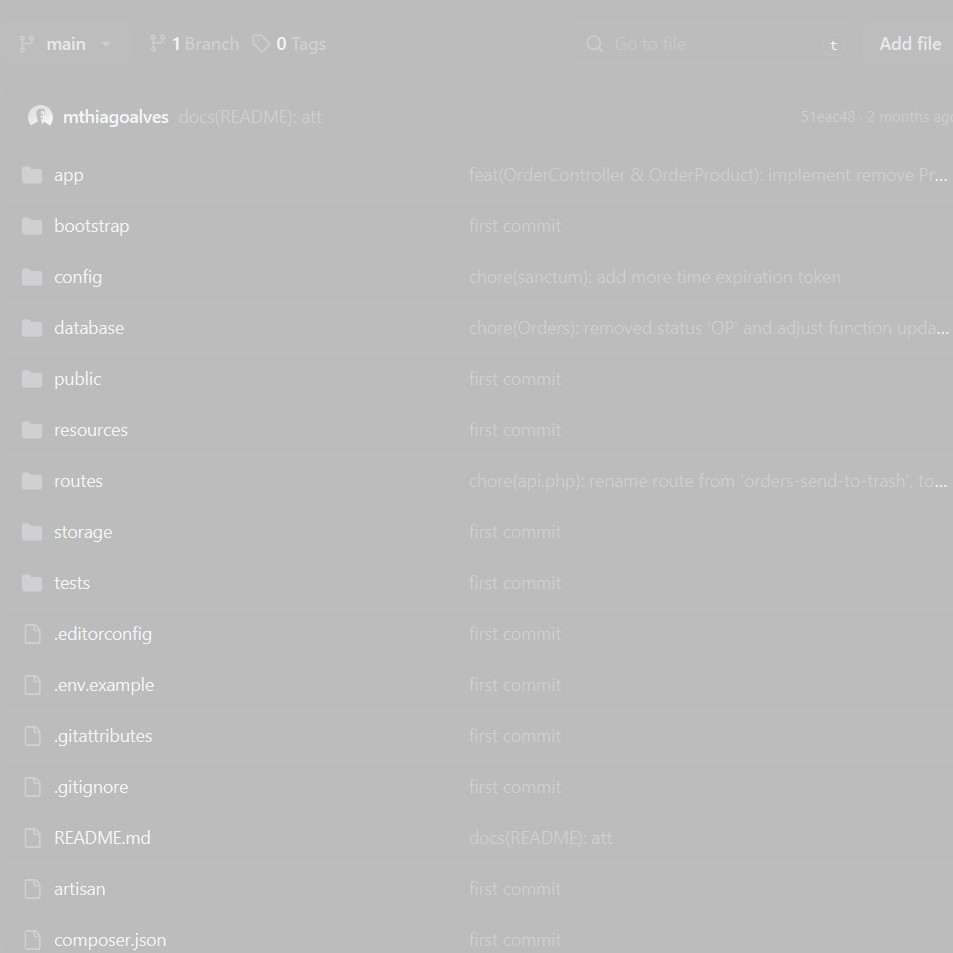 main 1 Branch 0 Tags Go to file t Add file
mthiagoalves docs(README): att 51eac48 · 2 months ago
app feat(OrderController & OrderProduct): implement remove Pr...
bootstrap first commit
config chore(sanctum): add more time expiration token
database chore(Orders): removed status 'OP' and adjust function upda...
public first commit
resources first commit
routes chore(api.php): rename route from 'orders-send-to-trash', to...
storage first commit
tests first commit
.editorconfig first commit
.env.example first commit
.gitattributes first commit
.gitignore first commit
README.md docs(README): att
artisan first commit
composer.json first commit